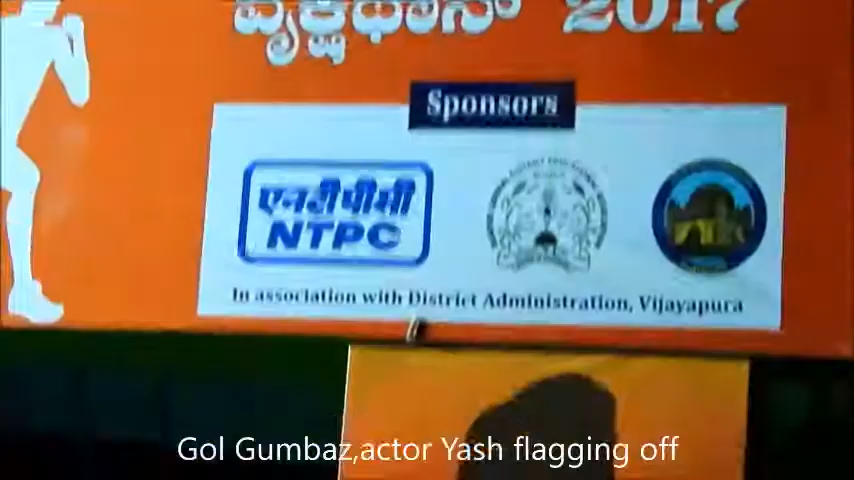 ವೃಕ್ಷಥಾನ್ 2017
Sponsors
एनटीपीसी
NTPC
In association with District Administration, Vijayapura
Gol Gumbaz,actor Yash flagging off